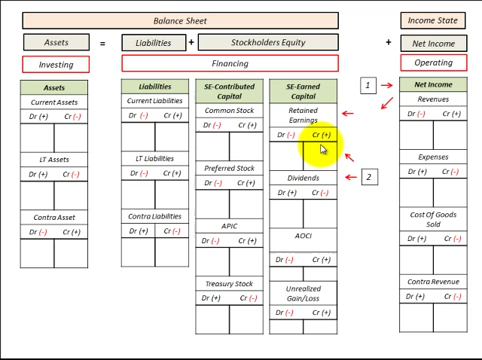 Balance Sheet
Income State
Assets = Liabilities + Stockholders Equity + Net Income
Investing
Financing
Operating
Assets
Current Assets
Dr (+) Cr (-)
LT Assets
Dr (+) Cr (-)
Contra Asset
Dr (+) Cr (-)
Liabilities
Current Liabilities
Dr (-) Cr (+)
LT Liabilities
Dr (-) Cr (+)
Contra Liabilities
Dr (+) Cr (-)
SE-Contributed
Capital
Common Stock
Dr (-) Cr (+)
Preferred Stock
Dr (-) Cr (+)
APIC
Dr (-) Cr (+)
Treasury Stock
Dr (+) Cr (-)
SE-Earned
Capital
Retained
Earnings
Dr (-) Cr (+)
Dividends
Dr (+) Cr (-)
AOCI
Dr (-) Cr (+)
Unrealized
Gain/Loss
Dr (-) Cr (+)
1
2
Net Income
Revenues
Dr (-) Cr (+)
Expenses
Dr (+) Cr (-)
Cost Of Goods
Sold
Dr (+) Cr (-)
Contra Revenue
Dr (+) Cr (-)